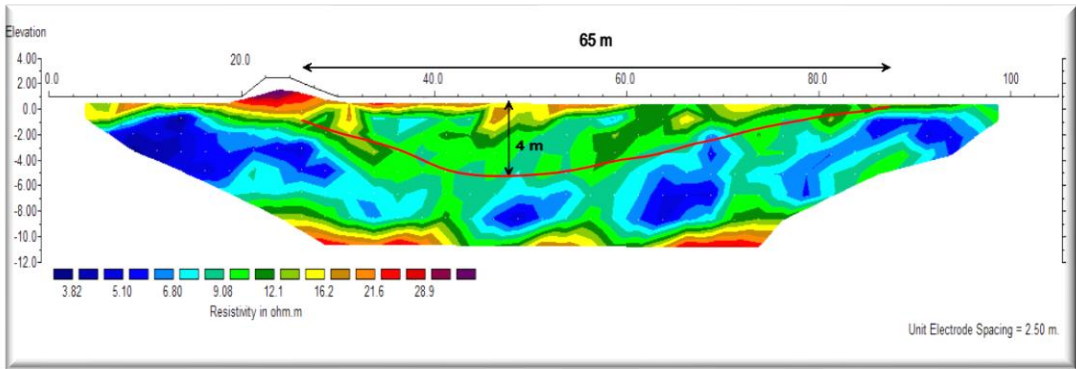 Elevation
65 m
4.00
2.00
0.0
-2.00
-4.00
-6.00
-8.00
-10.0
-12.0
0.0 20.0 40.0 60.0 80.0 100
4 m
3.82 5.10 6.80 9.08 12.1 16.2 21.6 28.9
Resistivity in ohm.m
Unit Electrode Spacing = 2.50 m.